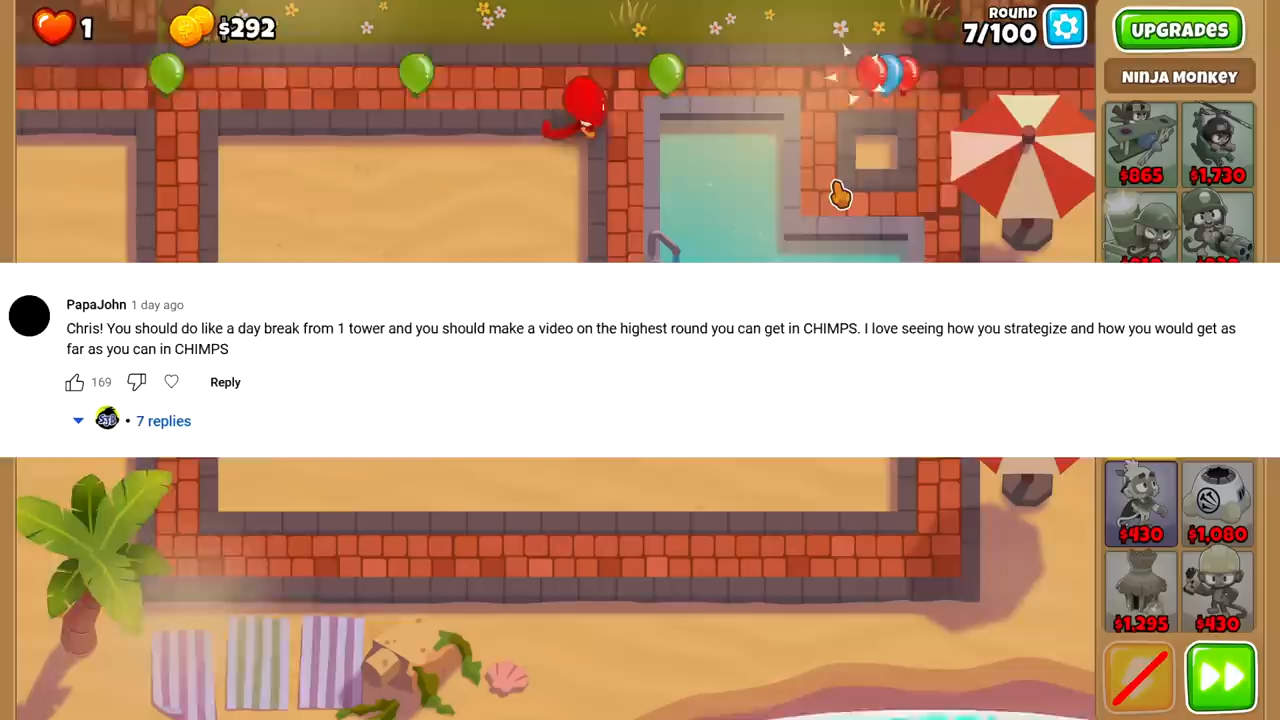 1
$292
ROUND
7/100
UPGRADES
NINJA MONKEY
$865
$1,730
PapaJohn 1 day ago
Chris! You should do like a day break from 1 tower and you should make a video on the highest round you can get in CHIMPS. I love seeing how you strategize and how you would get as
far as you can in CHIMPS
169
Reply
7 replies
$430
$1,080
$1,295
$430